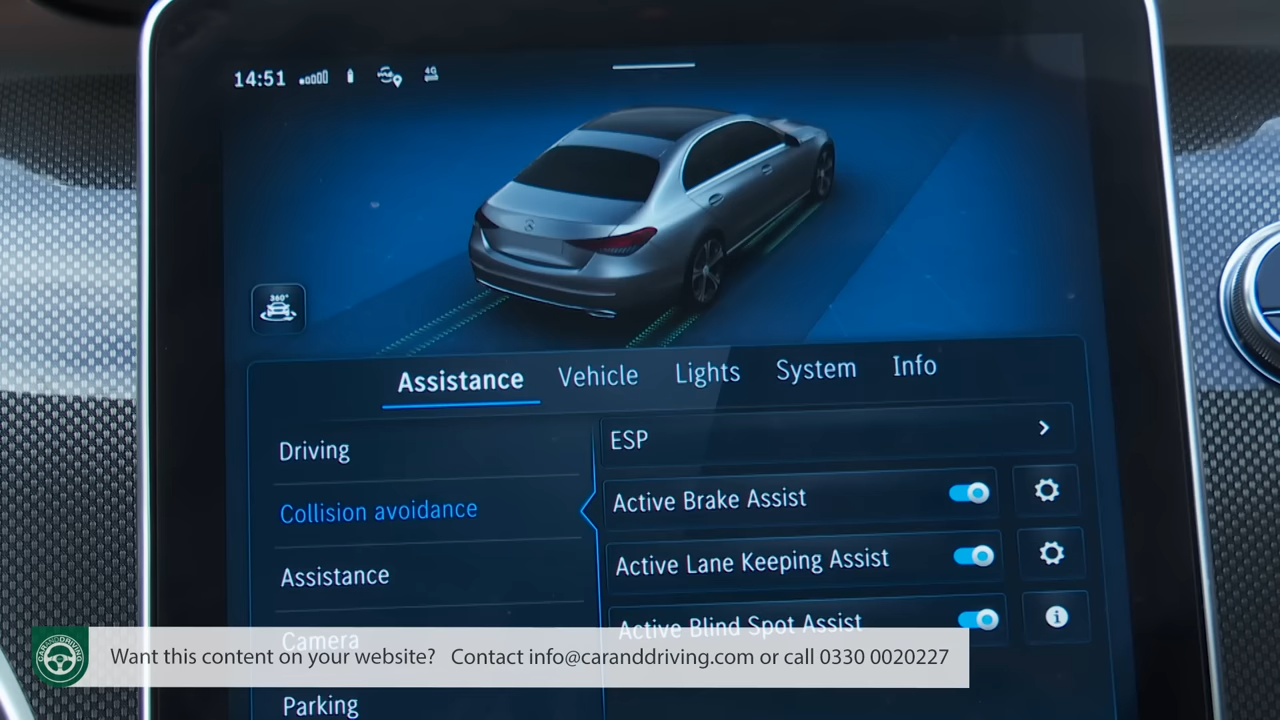 14:51
4G
360°
Assistance Vehicle Lights System Info
Driving
Collision avoidance
Assistance
Camera
Parking
ESP
Active Brake Assist
Active Lane Keeping Assist
Active Blind Spot Assist
CARANDDRIVING
Want this content on your website? Contact info@caranddriving.com or call 0330 0020227